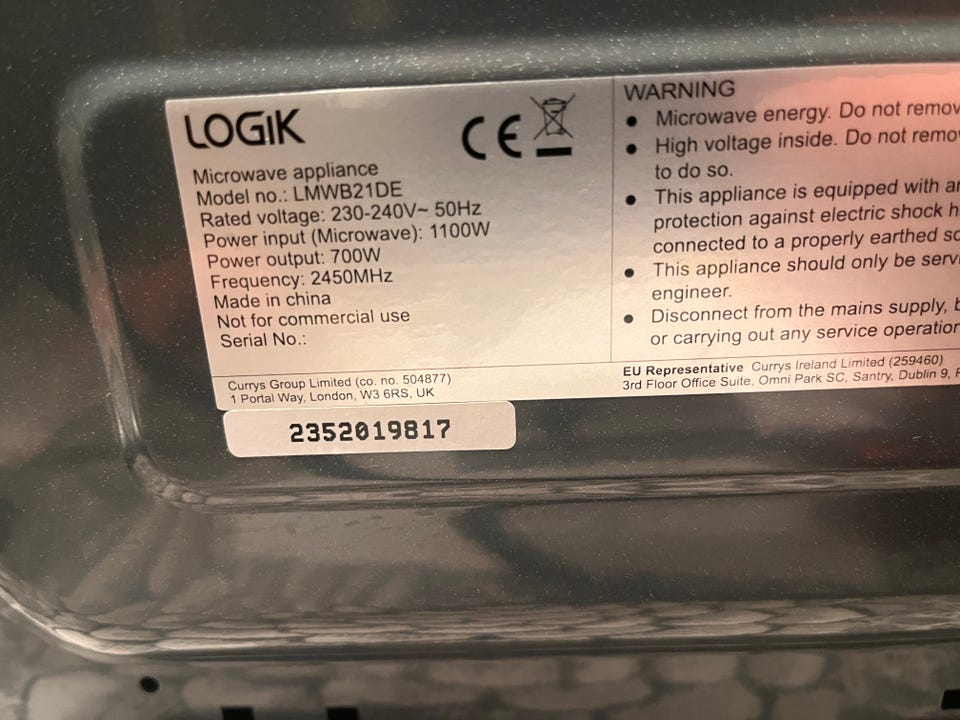 LOGIK
CE
Microwave appliance
Model no.: LMWB21DE
Rated voltage: 230-240V~ 50Hz
Power input (Microwave): 1100W
Power output: 700W
Frequency: 2450MHz
Made in china
Not for commercial use
Serial No.:
Currys Group Limited (co. no. 504877)
1 Portal Way, London, W3 6RS, UK
2352019817
WARNING
• Microwave energy. Do not remov
• High voltage inside. Do not remo
to do so.
• This appliance is equipped with a
protection against electric shock h
connected to a properly earthed so
• This appliance should only be serv
engineer.
• Disconnect from the mains supply, b
or carrying out any service operation
EU Representative Currys Ireland Limited (259460)
3rd Floor Office Suite, Omni Park SC, Santry, Dublin 9,